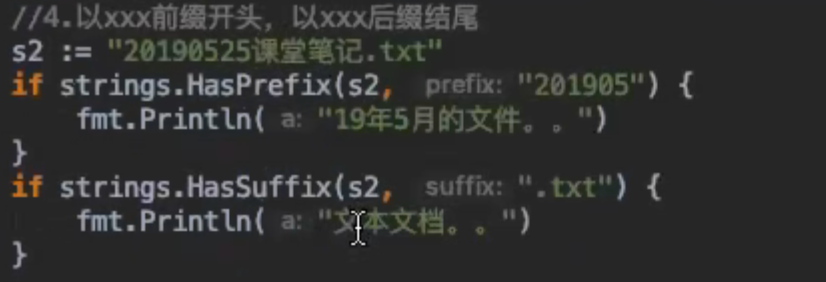 //4.以xxx前缀开头，以xxx后缀结尾
s2 := "20190525课堂笔记.txt"
if strings.HasPrefix(s2, prefix: "201905") {
fmt.Println( a: "19年5月的文件。。")
}
if strings.HasSuffix(s2, suffix: ".txt") {
fmt.Println( a: "文本文档。。")
}